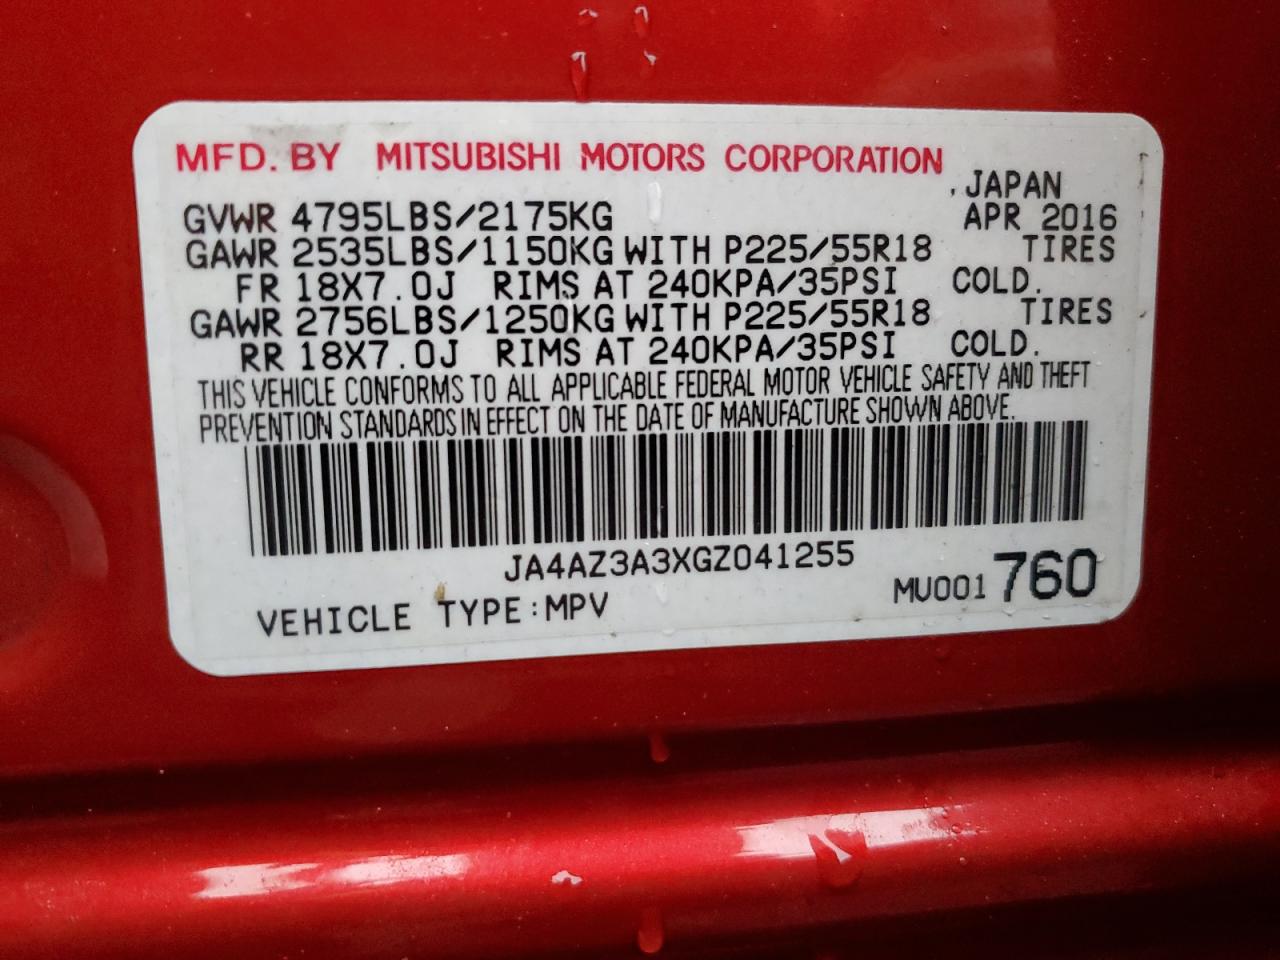 MFD. BY MITSUBISHI MOTORS CORPORATION
JAPAN
GVWR 4795LBS/2175KG APR 2016
GAWR 2535LBS/1150KG WITH P225/55R18 TIRES
FR 18X7.0J RIMS AT 240KPA/35PSI COLD.
GAWR 2756LBS/1250KG WITH P225/55R18 TIRES
RR 18X7.0J RIMS AT 240KPA/35PSI COLD.
THIS VEHICLE CONFORMS TO ALL APPLICABLE FEDERAL MOTOR VEHICLE SAFETY AND THEFT
PREVENTION STANDARDS IN EFFECT ON THE DATE OF MANUFACTURE SHOWN ABOVE.
JA4AZ3A3XGZ041255
VEHICLE TYPE:MPV MU001 760